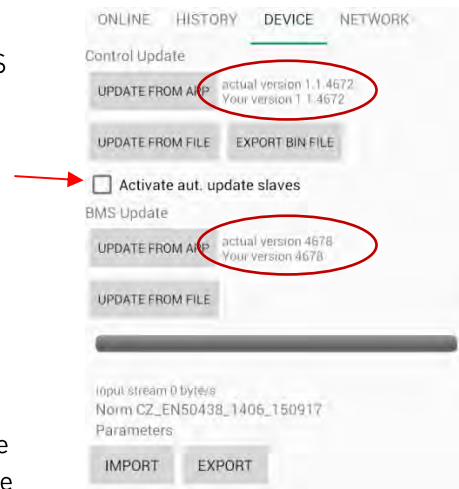 ONLINE HISTORY DEVICE NETWORK
S
Control Update
UPDATE FROM APP actual version 1.1.4672
Your version 1.1.4672
UPDATE FROM FILE EXPORT BIN FILE
Activate aut. update slaves
BMS Update
UPDATE FROM APP actual version 4678
Your version 4678
UPDATE FROM FILE
input stream 0 byte/s
Norm CZ_EN50438_1406_150917
Parameters
e
IMPORT EXPORT
e